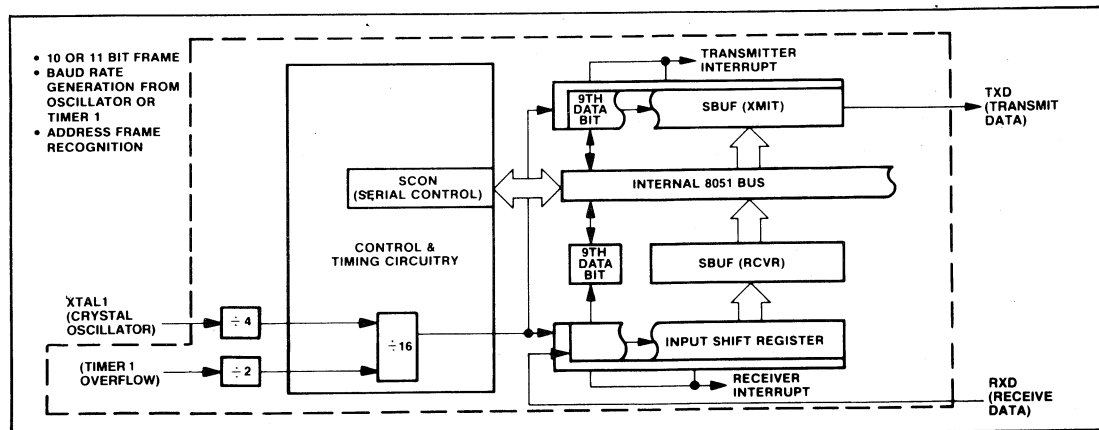 • 10 OR 11 BIT FRAME
• BAUD RATE
GENERATION FROM
OSCILLATOR OR
TIMER 1
• ADDRESS FRAME
RECOGNITION
TRANSMITTER
INTERRUPT
9TH
DATA
BIT
SBUF (XMIT)
TXD
(TRANSMIT
DATA)
SCON
(SERIAL CONTROL)
INTERNAL 8051 BUS
CONTROL &
TIMING CIRCUITRY
9TH
DATA
BIT
SBUF (RCVR)
XTAL1
(CRYSTAL
OSCILLATOR)
÷4
÷16
INPUT SHIFT REGISTER
(TIMER 1
OVERFLOW)
÷2
RECEIVER
INTERRUPT
RXD
(RECEIVE
DATA)